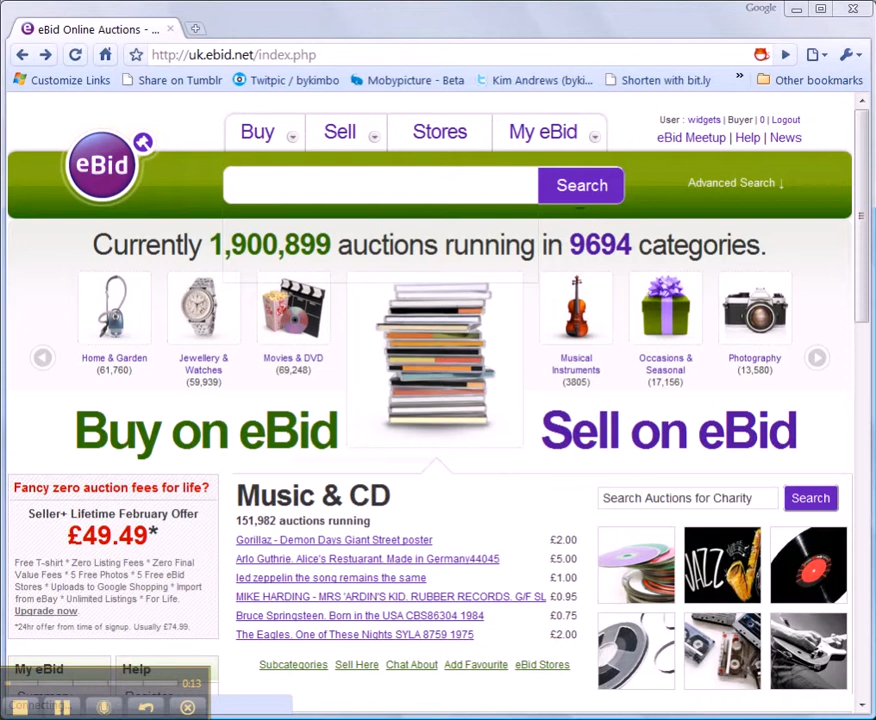 Google
eBid Online Auctions - ...
http://uk.ebid.net/index.php
Customize Links
Share on Tumblr
Twitpic / bykimbo
Mobypicture - Beta
Kim Andrews (byki...
Shorten with bit.ly
»
Other bookmarks
User : widgets | Buyer | 0 | Logout
eBid Meetup | Help | News
Buy
Sell
Stores
My eBid
eBid
Search
Advanced Search ↓
Currently 1,900,899 auctions running in 9694 categories.
Home & Garden
(61,760)
Jewellery &
Watches
(59,939)
Movies & DVD
(69,248)
Musical
Instruments
(3805)
Occasions &
Seasonal
(17,156)
Photography
(13,580)
Buy on eBid
Sell on eBid
Fancy zero auction fees for life?
Seller+ Lifetime February Offer
£49.49*
Free T-shirt * Zero Listing Fees * Zero Final
Value Fees * 5 Free Photos * 5 Free eBid
Stores * Uploads to Google Shopping * Import
from eBay * Unlimited Listings * For Life.
Upgrade now.
*24hr offer from time of signup. Usually £74.99.
Music & CD
151,982 auctions running
Gorillaz - Demon Days Giant Street poster £2.00
Arlo Guthrie. Alice's Restuarant. Made in Germany44045 £5.00
led zeppelin the song remains the same £1.00
MIKE HARDING - MRS 'ARDIN'S KID. RUBBER RECORDS. G/F SL £0.95
Bruce Springsteen. Born in the USA CBS86304 1984 £0.75
The Eagles. One of These Nights SYLA 8759 1975 £2.00
Subcategories Sell Here Chat About Add Favourite eBid Stores
Search Auctions for Charity
Search
JAZZ
My eBid
Help
Summary
Register
0:13
Connecting...